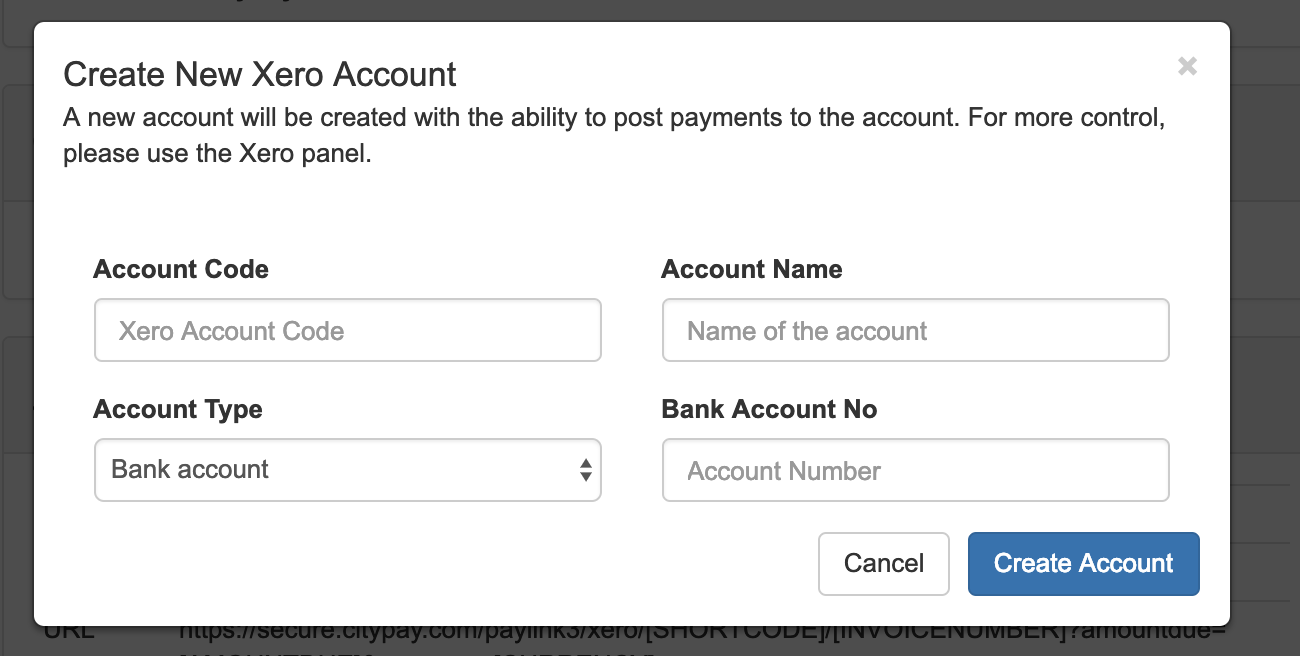 Create New Xero Account
×
A new account will be created with the ability to post payments to the account. For more control,
please use the Xero panel.
Account Code
Account Name
Xero Account Code
Name of the account
Account Type
Bank Account No
Bank account
Account Number
Cancel
Create Account
URL https://secure.citypay.com/paylink3/xero/[SHORTCODE]/[INVOICENUMBER]?amountdue=